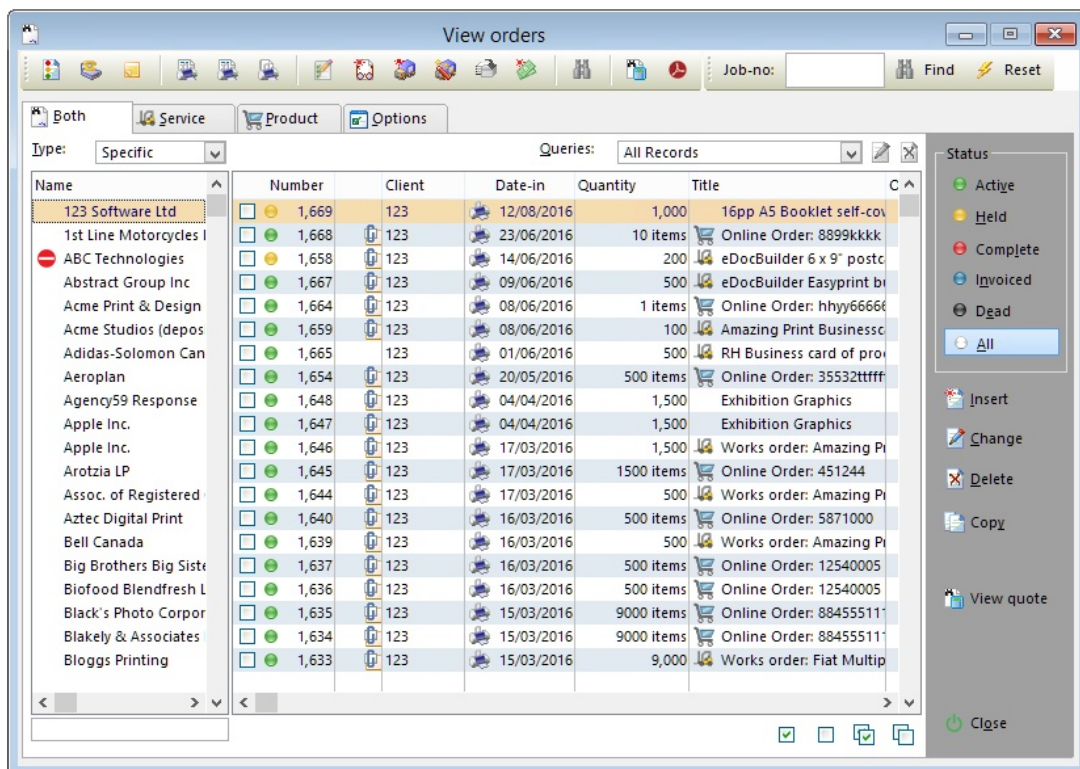 View orders
Job-no: Find Reset
Both Service Product Options
Type: Specific Queries: All Records
Name Number Client Date-in Quantity Title
123 Software Ltd 1,669 123 12/08/2016 1,000 16pp A5 Booklet self-cov
1st Line Motorcycles 1,668 123 23/06/2016 10 items Online Order: 8899kkkk
ABC Technologies 1,658 123 14/06/2016 200 eDocBuilder 6 x 9" postc
Abstract Group Inc 1,667 123 09/06/2016 500 eDocBuilder Easyprint bu
Acme Print & Design 1,664 123 08/06/2016 1 items Online Order: hhyy66666
Acme Studios (depos 1,659 123 08/06/2016 100 Amazing Print Businessc
Adidas-Solomon Can 1,665 123 01/06/2016 500 RH Business card of proo
Aeroplan 1,654 123 20/05/2016 500 items Online Order: 35532ttfff
Agency59 Response 1,648 123 04/04/2016 1,500 Exhibition Graphics
Apple Inc. 1,647 123 04/04/2016 1,500 Exhibition Graphics
Apple Inc. 1,646 123 17/03/2016 1,500 Works order: Amazing Pr
Arotzia LP 1,645 123 17/03/2016 1500 items Online Order: 451244
Assoc. of Registered 1,644 123 17/03/2016 500 Works order: Amazing Pr
Aztec Digital Print 1,640 123 16/03/2016 500 items Online Order: 5871000
Bell Canada 1,639 123 16/03/2016 500 Works order: Amazing Pr
Big Brothers Big Siste 1,637 123 16/03/2016 500 items Online Order: 12540005
Biofood Blendfresh L 1,636 123 16/03/2016 500 items Online Order: 12540005
Black's Photo Corpor 1,635 123 15/03/2016 9000 items Online Order: 884555111
Blakely & Associates 1,634 123 15/03/2016 9000 items Online Order: 884555111
Bloggs Printing 1,633 123 15/03/2016 9,000 Works order: Fiat Multip
Status
Active
Held
Complete
Invoiced
Dead
All
Insert
Change
Delete
Copy
View quote
Close